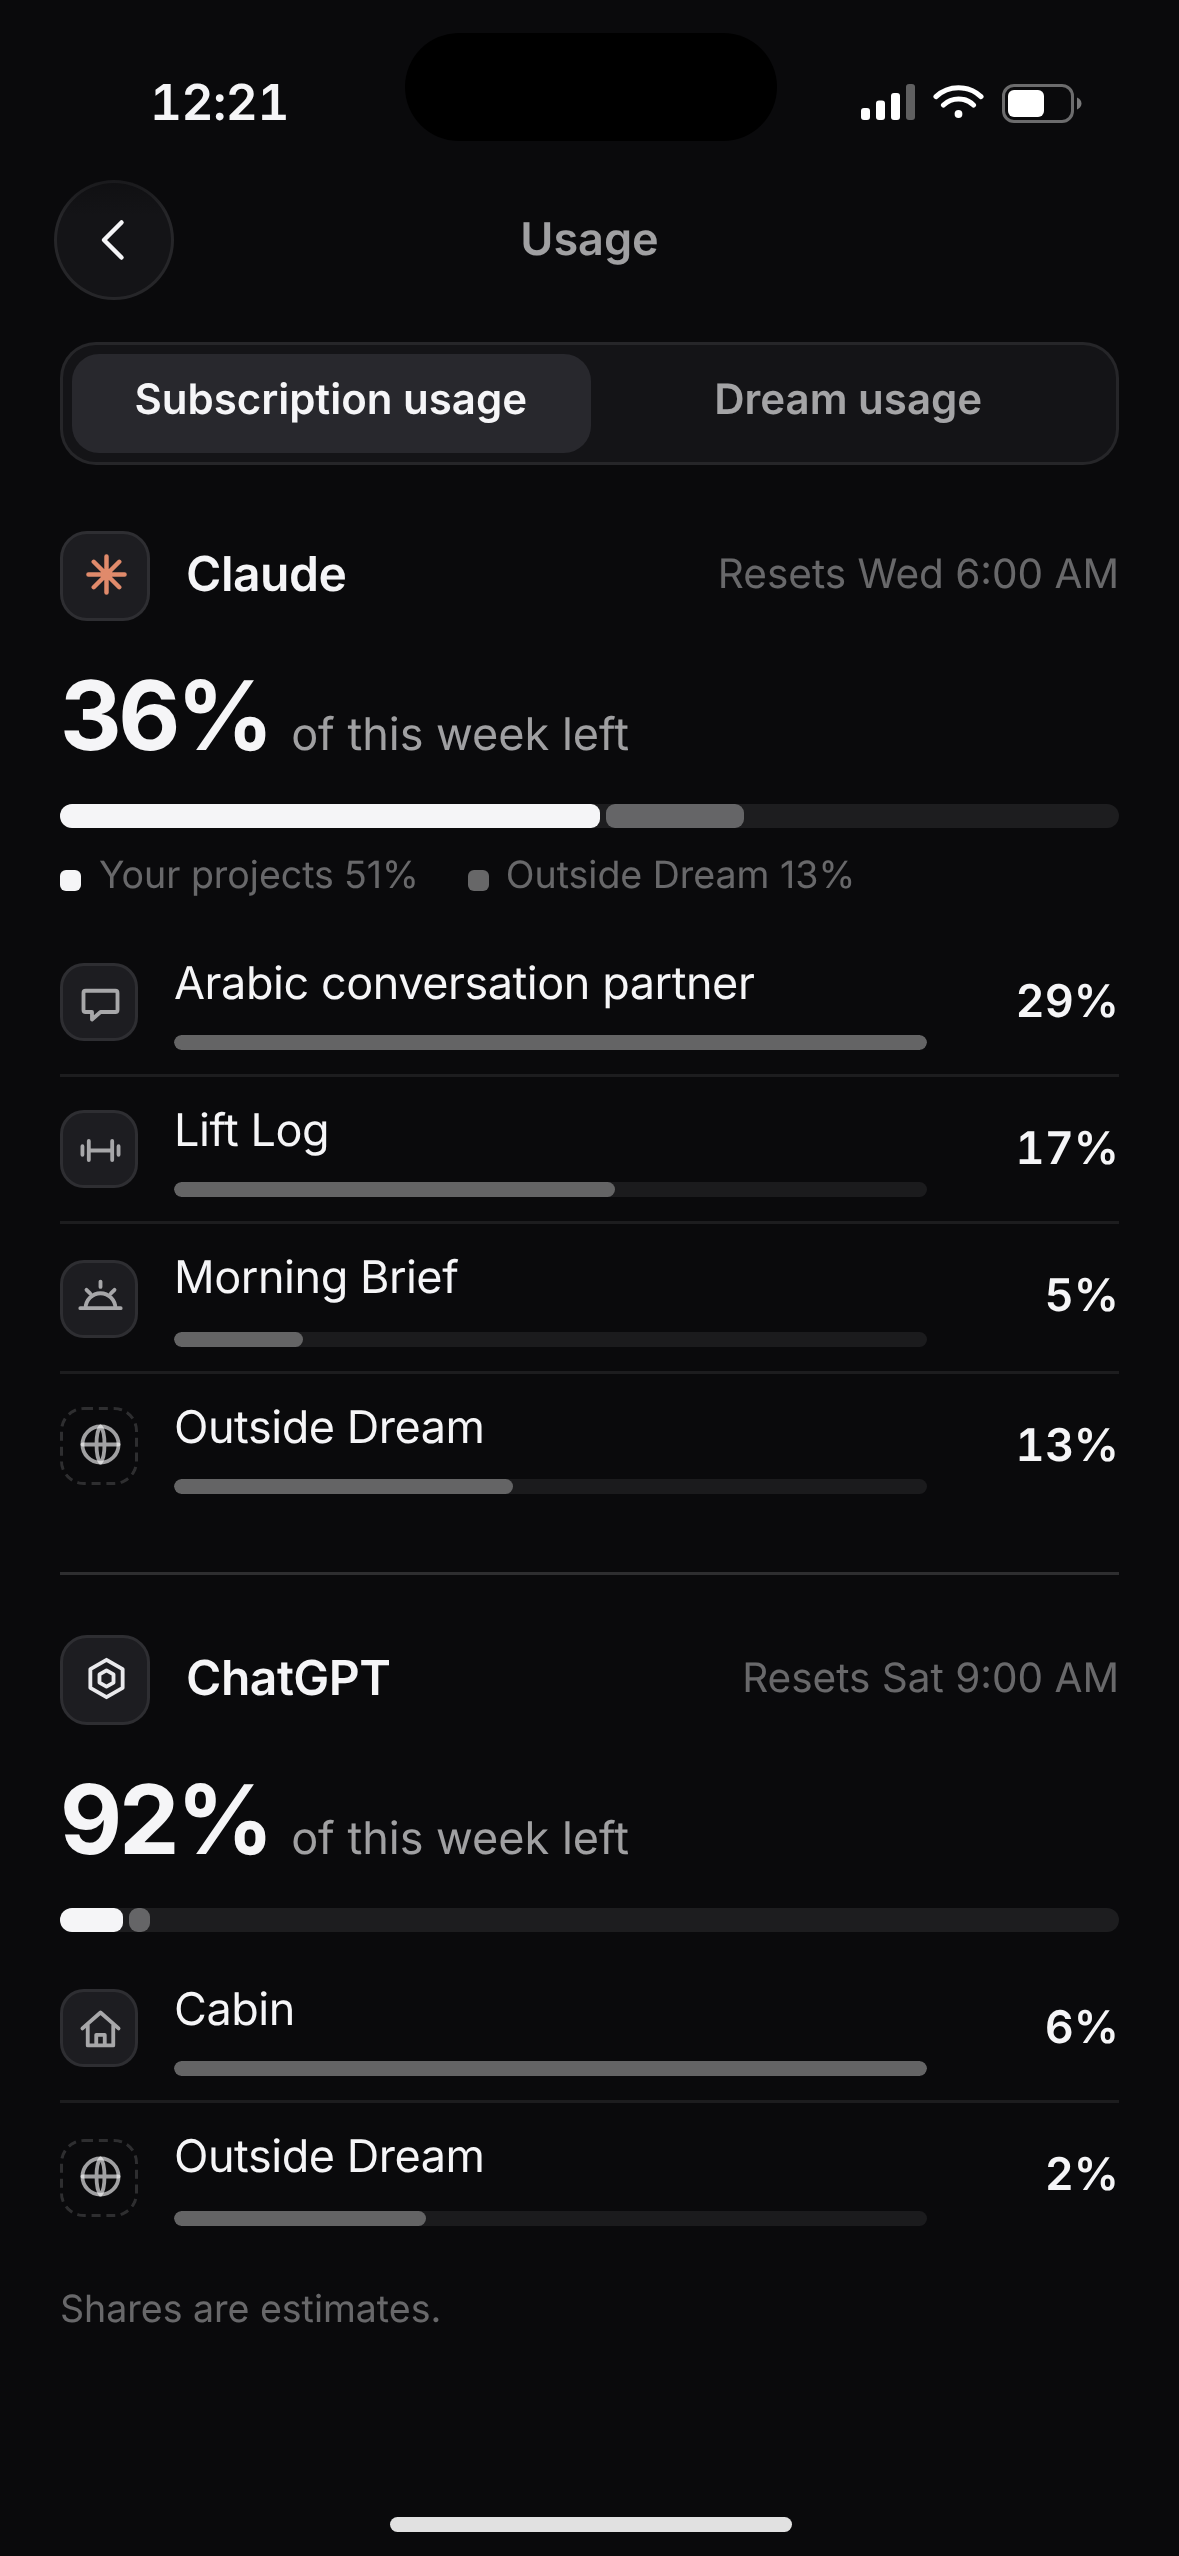 12:21
Usage
Subscription usage
Dream usage
Claude
Resets Wed 6:00 AM
36% of this week left
Your projects 51%
Outside Dream 13%
Arabic conversation partner
29%
Lift Log
17%
Morning Brief
5%
Outside Dream
13%
ChatGPT
Resets Sat 9:00 AM
92% of this week left
Cabin
6%
Outside Dream
2%
Shares are estimates.